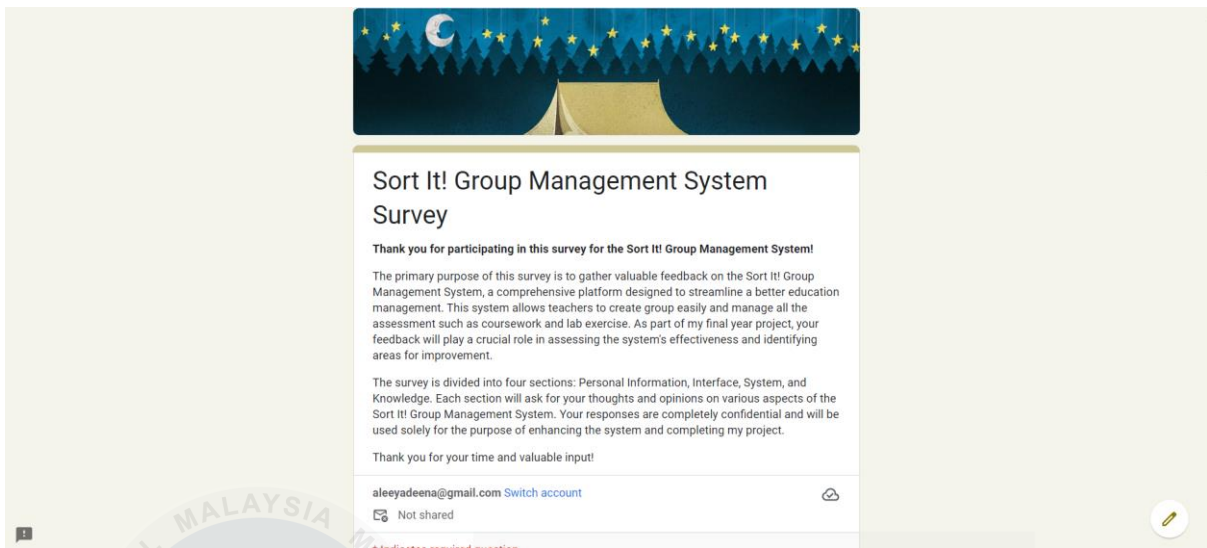 Sort It! Group Management System
Survey
Thank you for participating in this survey for the Sort It! Group Management System!
The primary purpose of this survey is to gather valuable feedback on the Sort It! Group
Management System, a comprehensive platform designed to streamline a better education
management. This system allows teachers to create group easily and manage all the
assessment such as coursework and lab exercise. As part of my final year project, your
feedback will play a crucial role in assessing the system's effectiveness and identifying
areas for improvement.
The survey is divided into four sections: Personal Information, Interface, System, and
Knowledge. Each section will ask for your thoughts and opinions on various aspects of the
Sort It! Group Management System. Your responses are completely confidential and will be
used solely for the purpose of enhancing the system and completing my project.
Thank you for your time and valuable input!
aleeyadeena@gmail.com Switch account
Not shared
MALAYSIA
* Indicates required question